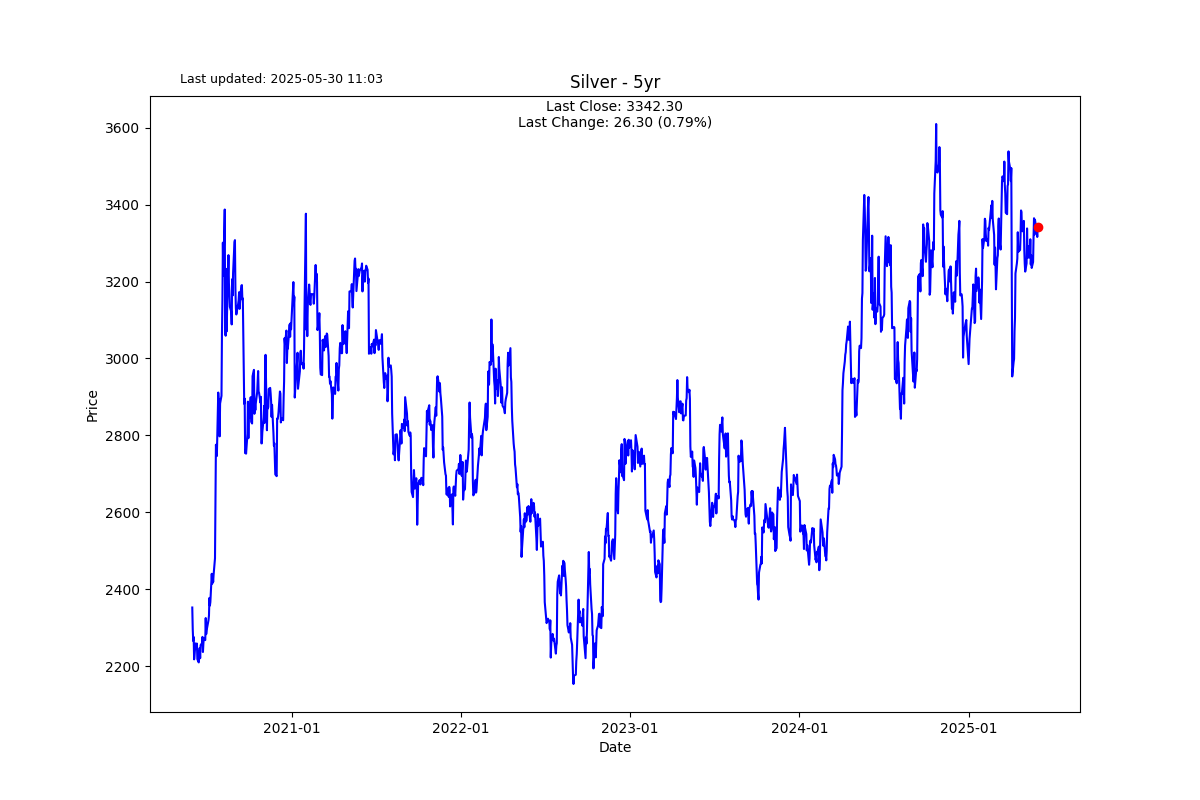 Last updated: 2025-05-30 11:03
Silver - 5yr
Last Close: 3342.30
Last Change: 26.30 (0.79%)
3600
3400
3200
3000
2800
2600
2400
2200
Price
2021-01
2022-01
2023-01
2024-01
2025-01
Date